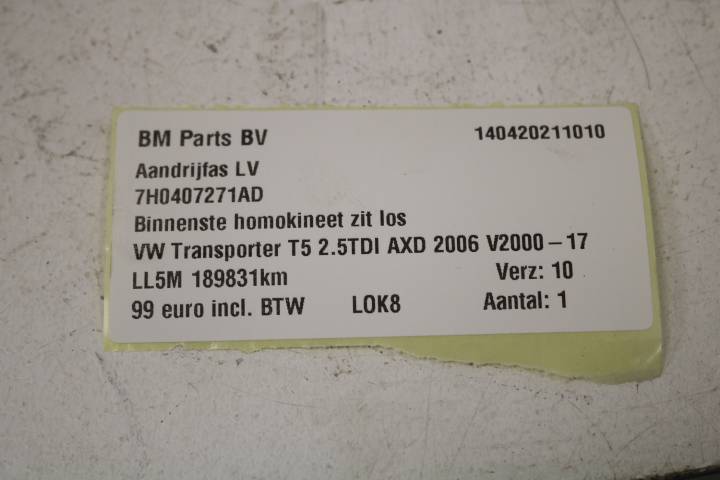 BM Parts BV 140420211010
Aandrijfas LV
7H0407271AD
Binnenste homokineet zit los
VW Transporter T5 2.5TDI AXD 2006 V2000-17
LL5M 189831km Verz: 10
99 euro incl. BTW LOK8 Aantal: 1